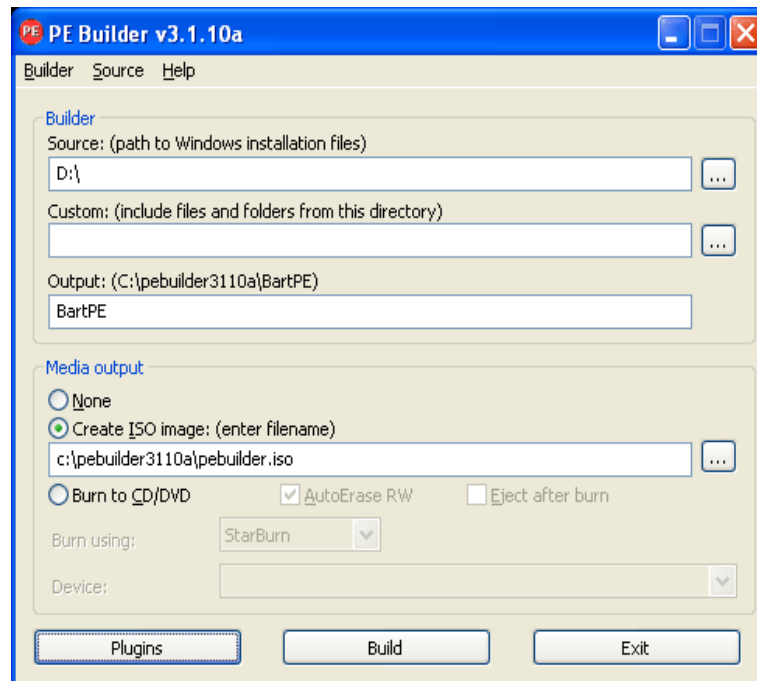 PE PE Builder v3.1.10a
Builder Source Help
Builder
Source: (path to Windows installation files)
D:\
...
Custom: (include files and folders from this directory)
...
Output: (C:\pebuilder3110a\BartPE)
BartPE
Media output
None
Create ISO image: (enter filename)
c:\pebuilder3110a\pebuilder.iso
...
Burn to CD/DVD AutoErase RW Eject after burn
Burn using: StarBurn
Device:
Plugins Build Exit